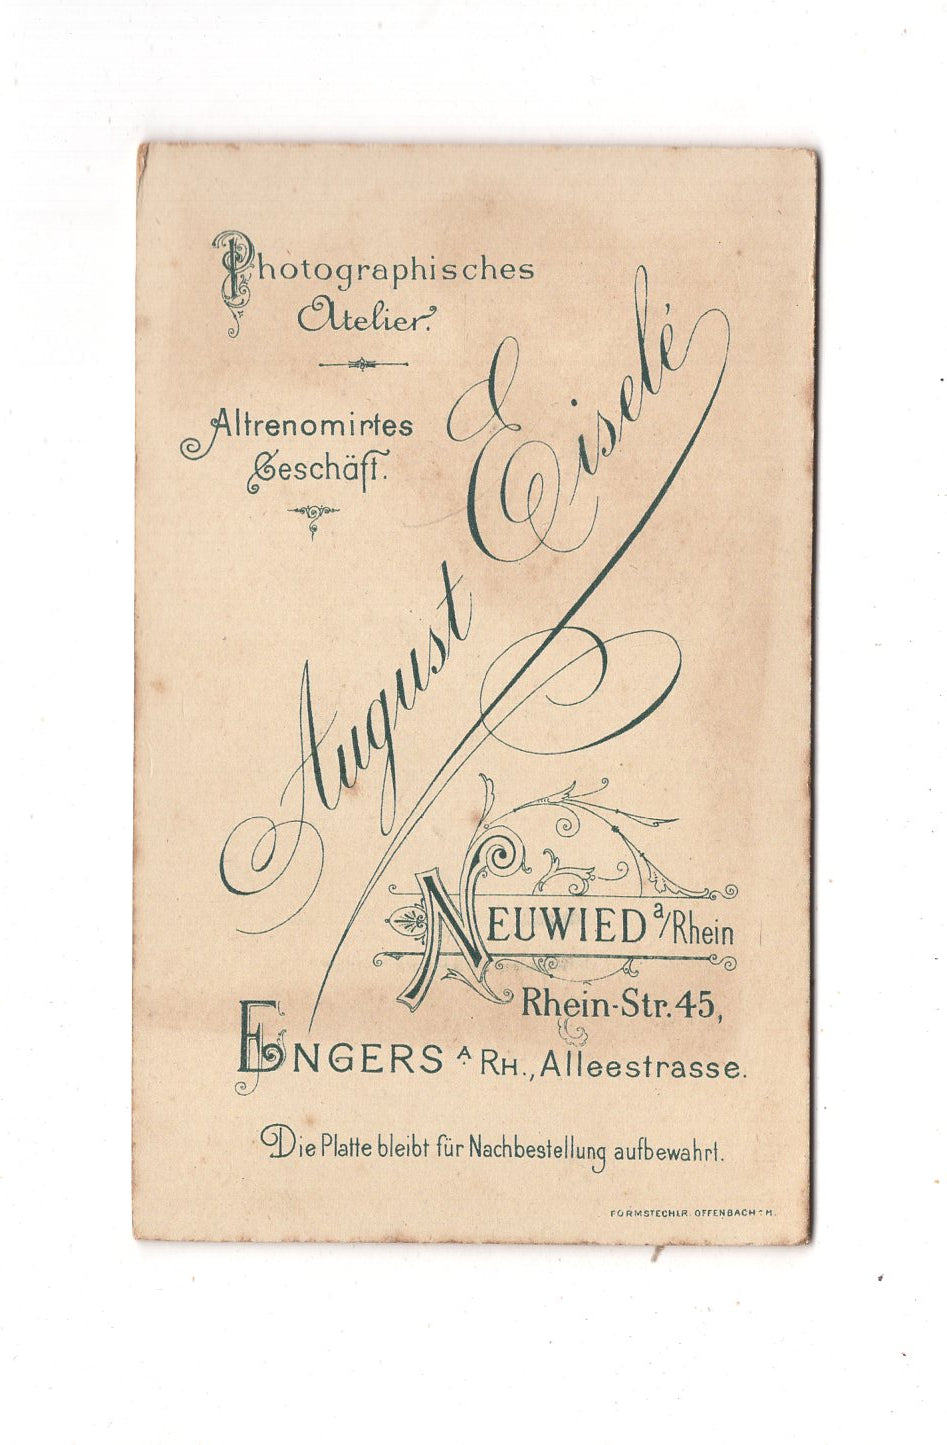 Photographisches
Atelier.
Altrenomirtes
Geschäft.
August Eiselé
NEUWIED a/Rhein
Rhein-Str. 45,
ENGERS A. RH., Alleestrasse.
Die Platte bleibt für Nachbestellung aufbewahrt.
FORMSTECHER. OFFENBACH a. M.